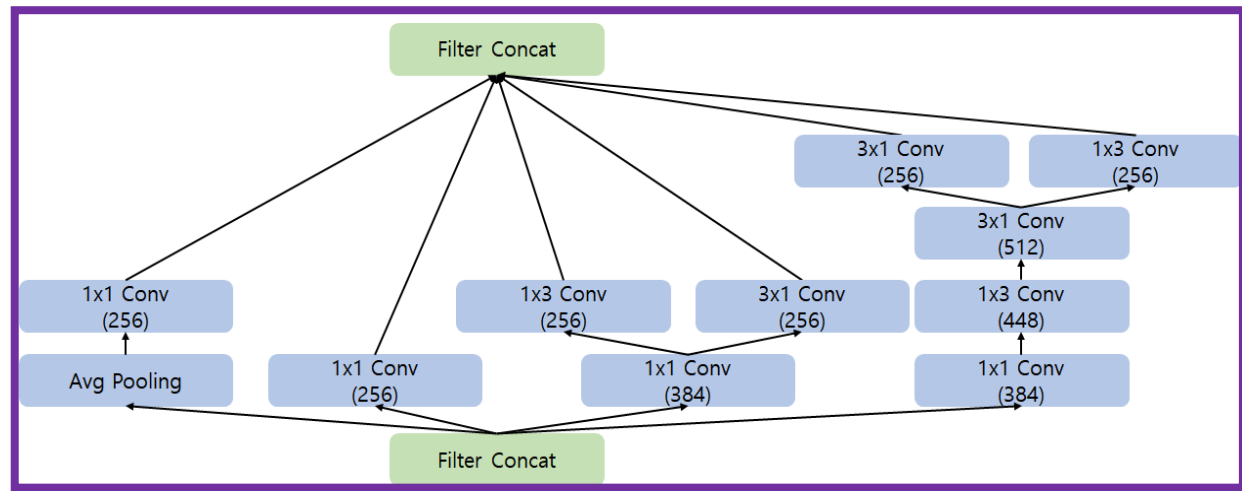 Filter Concat
3x1 Conv
(256)
1x3 Conv
(256)
3x1 Conv
(512)
1x1 Conv
(256)
1x3 Conv
(256)
3x1 Conv
(256)
1x3 Conv
(448)
Avg Pooling
1x1 Conv
(256)
1x1 Conv
(384)
1x1 Conv
(384)
Filter Concat